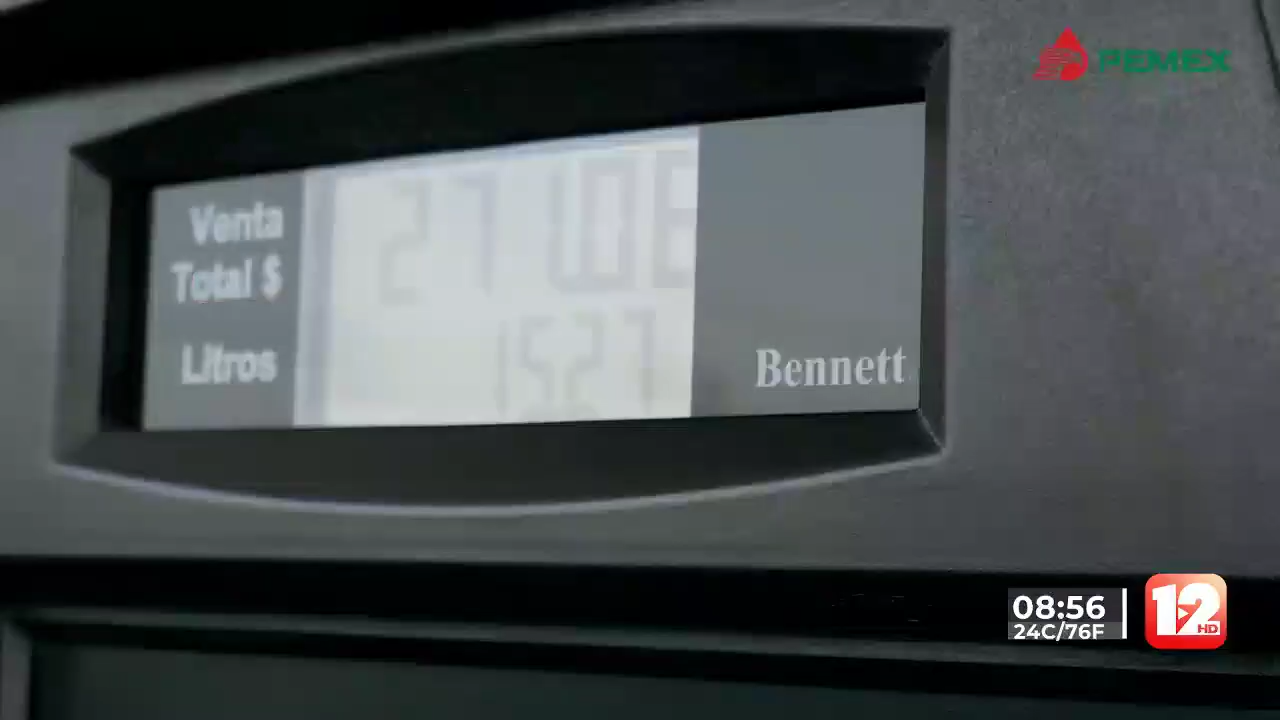 PEMEX
Venta
Total $
Litros
Bennett
08:56
24C/76F
12
HD